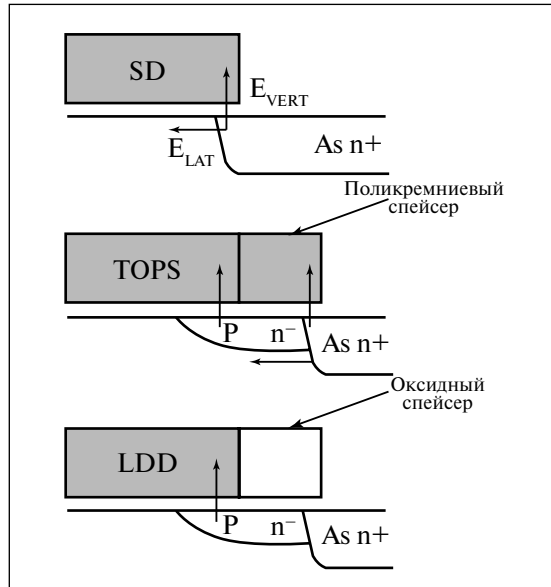 SD
E_VERT
E_LAT
As n+
Поликремниевый
спейсер
TOPS
P n⁻
As n+
Оксидный
спейсер
LDD
P n⁻
As n+